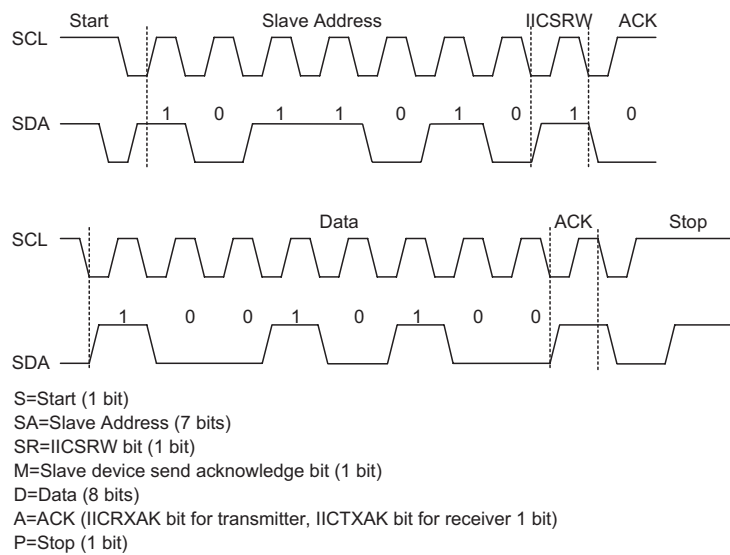 Start Slave Address IICSRW ACK
SCL
1 0 1 1 0 1 0 1 0
SDA
Data ACK Stop
SCL
1 0 0 1 0 1 0 0
SDA
S=Start (1 bit)
SA=Slave Address (7 bits)
SR=IICSRW bit (1 bit)
M=Slave device send acknowledge bit (1 bit)
D=Data (8 bits)
A=ACK (IICRXAK bit for transmitter, IICTXAK bit for receiver 1 bit)
P=Stop (1 bit)